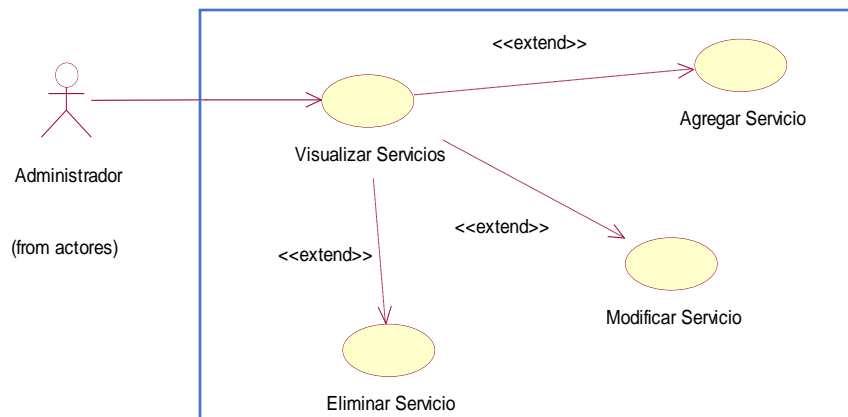 <<extend>>
Agregar Servicio
Visualizar Servicios
Administrador
(from actores)
<<extend>>
<<extend>>
Modificar Servicio
Eliminar Servicio